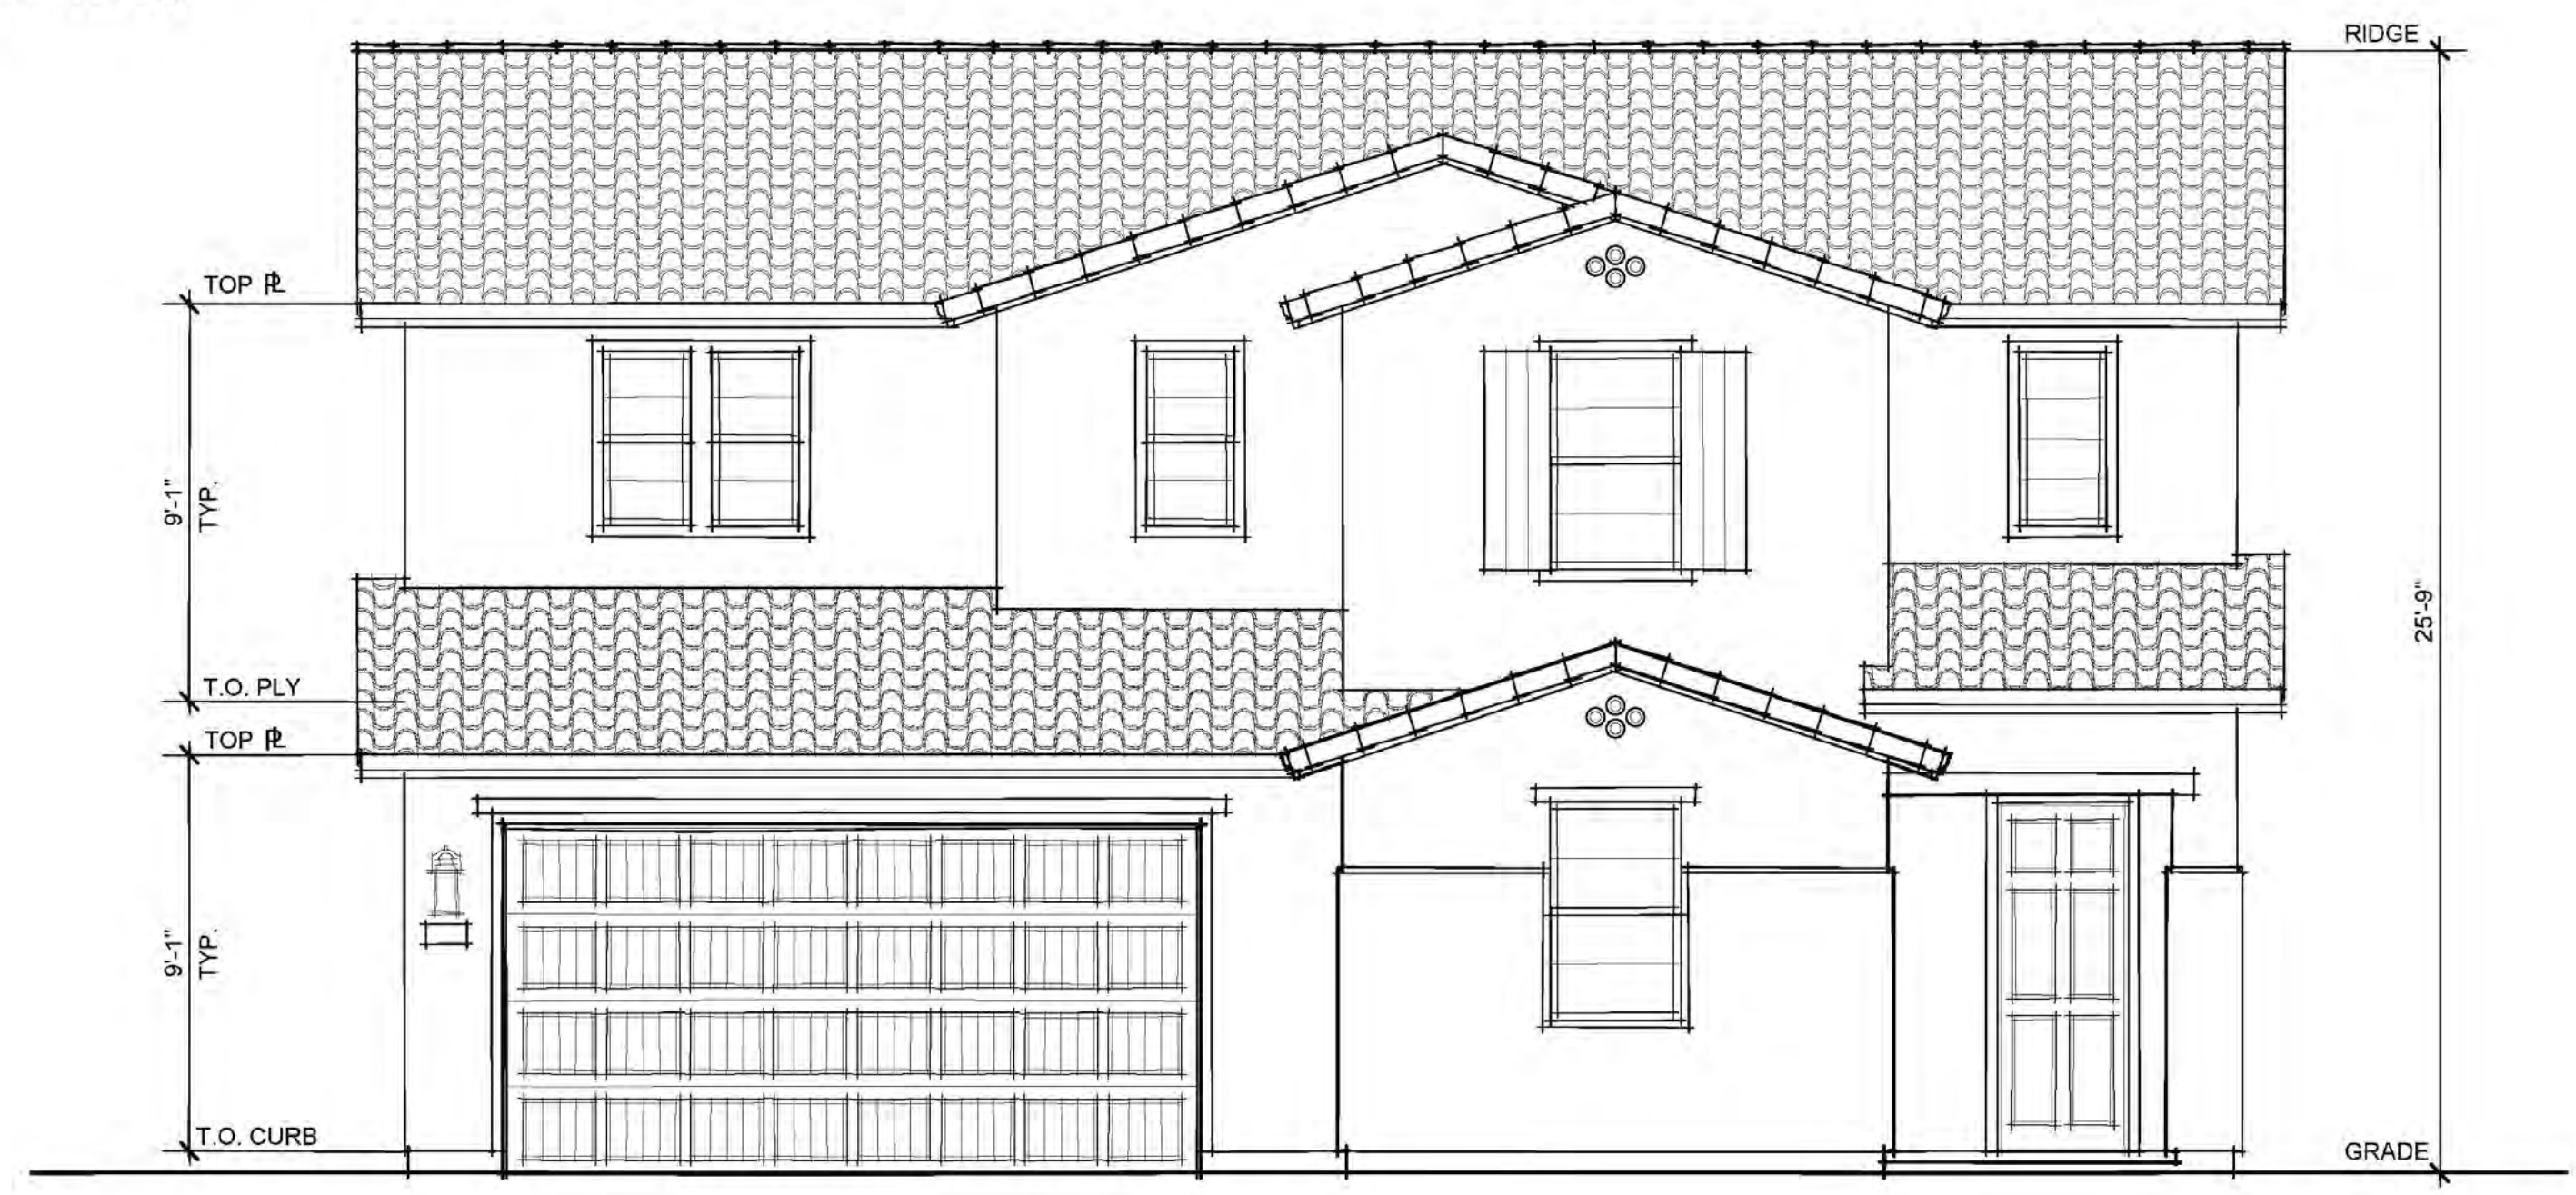 RIDGE
TOP PL
9'-1"
TYP.
T.O. PLY
TOP PL
25'-9"
9'-1"
TYP.
T.O. CURB
GRADE